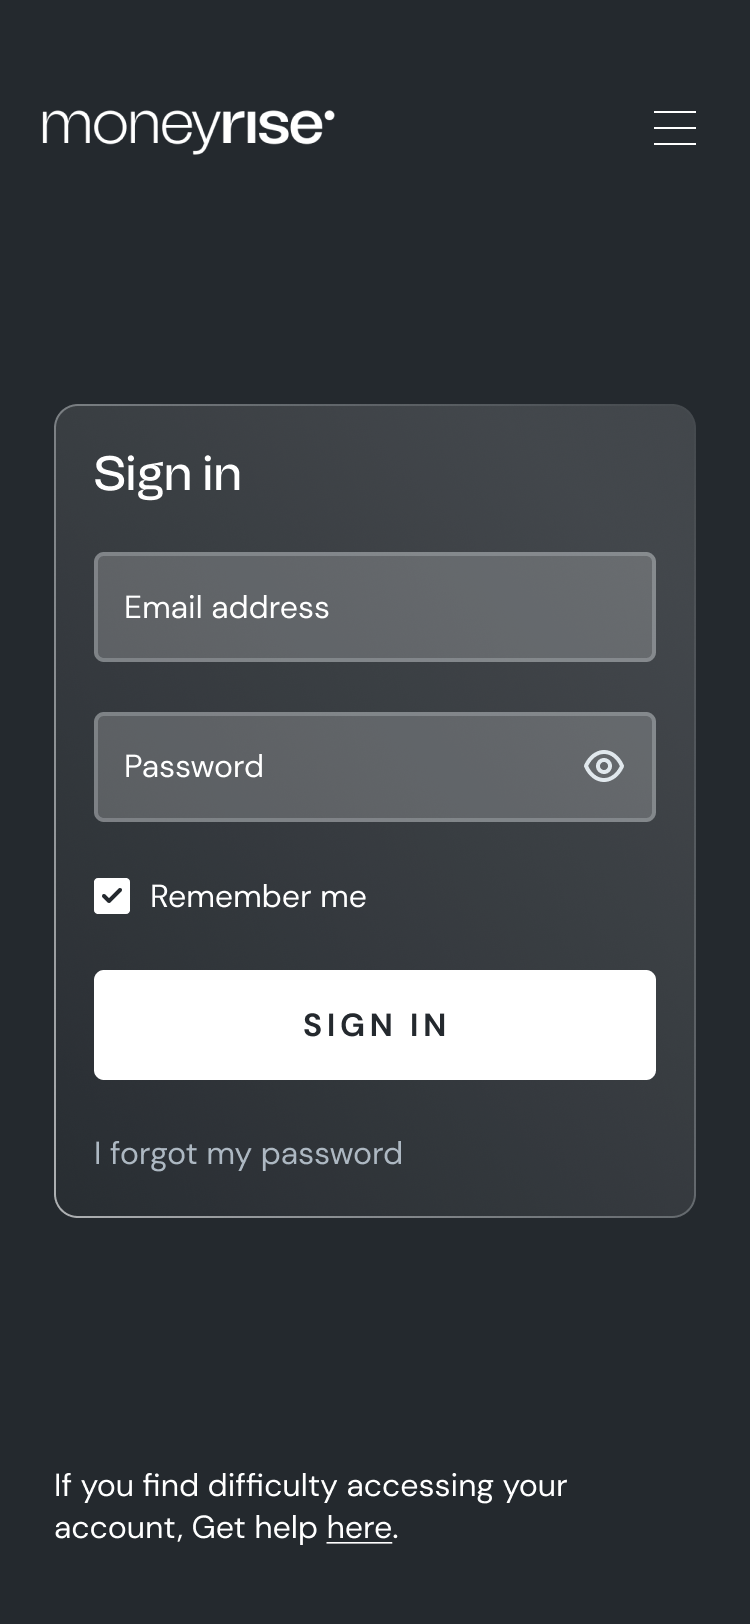 moneyrise
Sign in
Email address
Password
Remember me
SIGN IN
I forgot my password
If you find difficulty accessing your
account, Get help here.